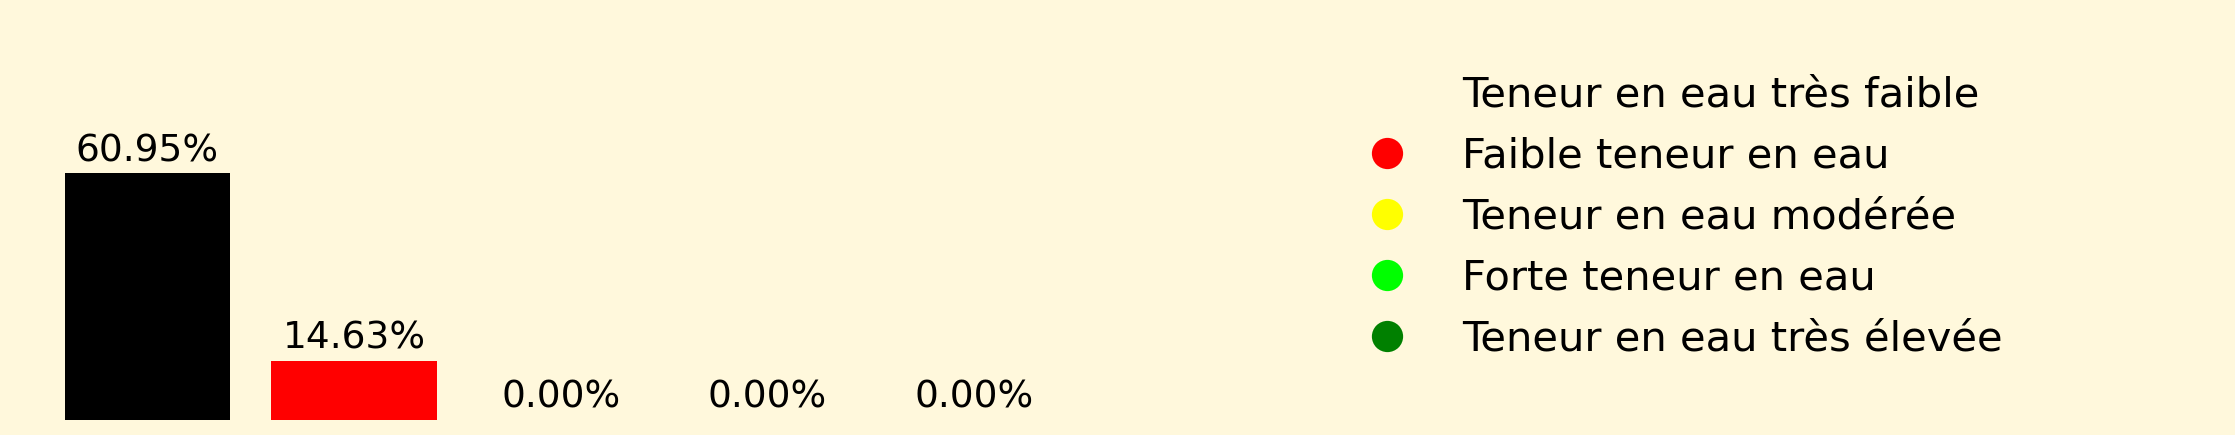 60.95%
14.63%
0.00%
0.00%
0.00%
Teneur en eau très faible
Faible teneur en eau
Teneur en eau modérée
Forte teneur en eau
Teneur en eau très élevée